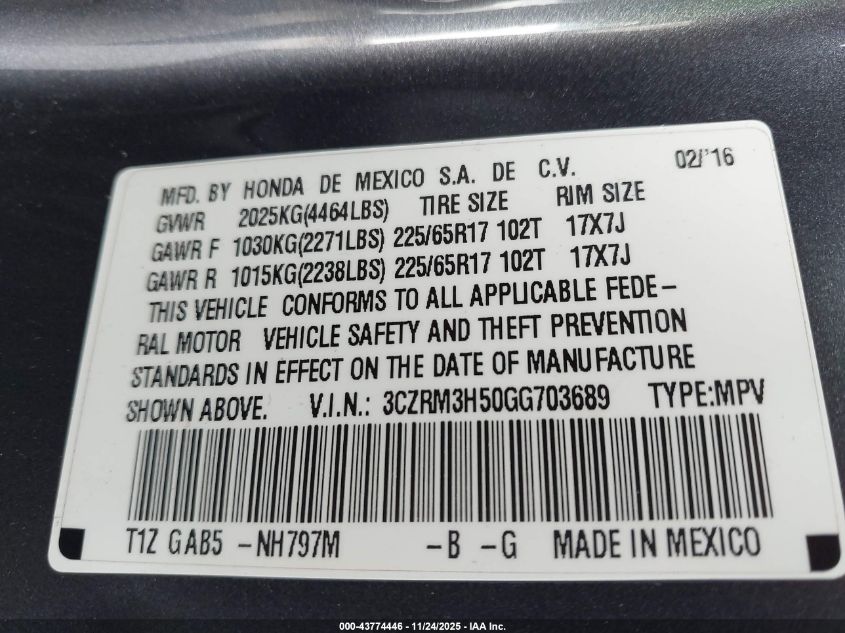 MFD. BY HONDA DE MEXICO S.A. DE C.V. 02/'16
GVWR 2025KG(4464LBS) TIRE SIZE RIM SIZE
GAWR F 1030KG(2271LBS) 225/65R17 102T 17X7J
GAWR R 1015KG(2238LBS) 225/65R17 102T 17X7J
THIS VEHICLE CONFORMS TO ALL APPLICABLE FEDE-
RAL MOTOR VEHICLE SAFETY AND THEFT PREVENTION
STANDARDS IN EFFECT ON THE DATE OF MANUFACTURE
SHOWN ABOVE. V.I.N.: 3CZRM3H50GG703689 TYPE:MPV
T1Z GAB5 -NH797M -B -G MADE IN MEXICO
000-43774446 - 11/24/2025 - IAA Inc.